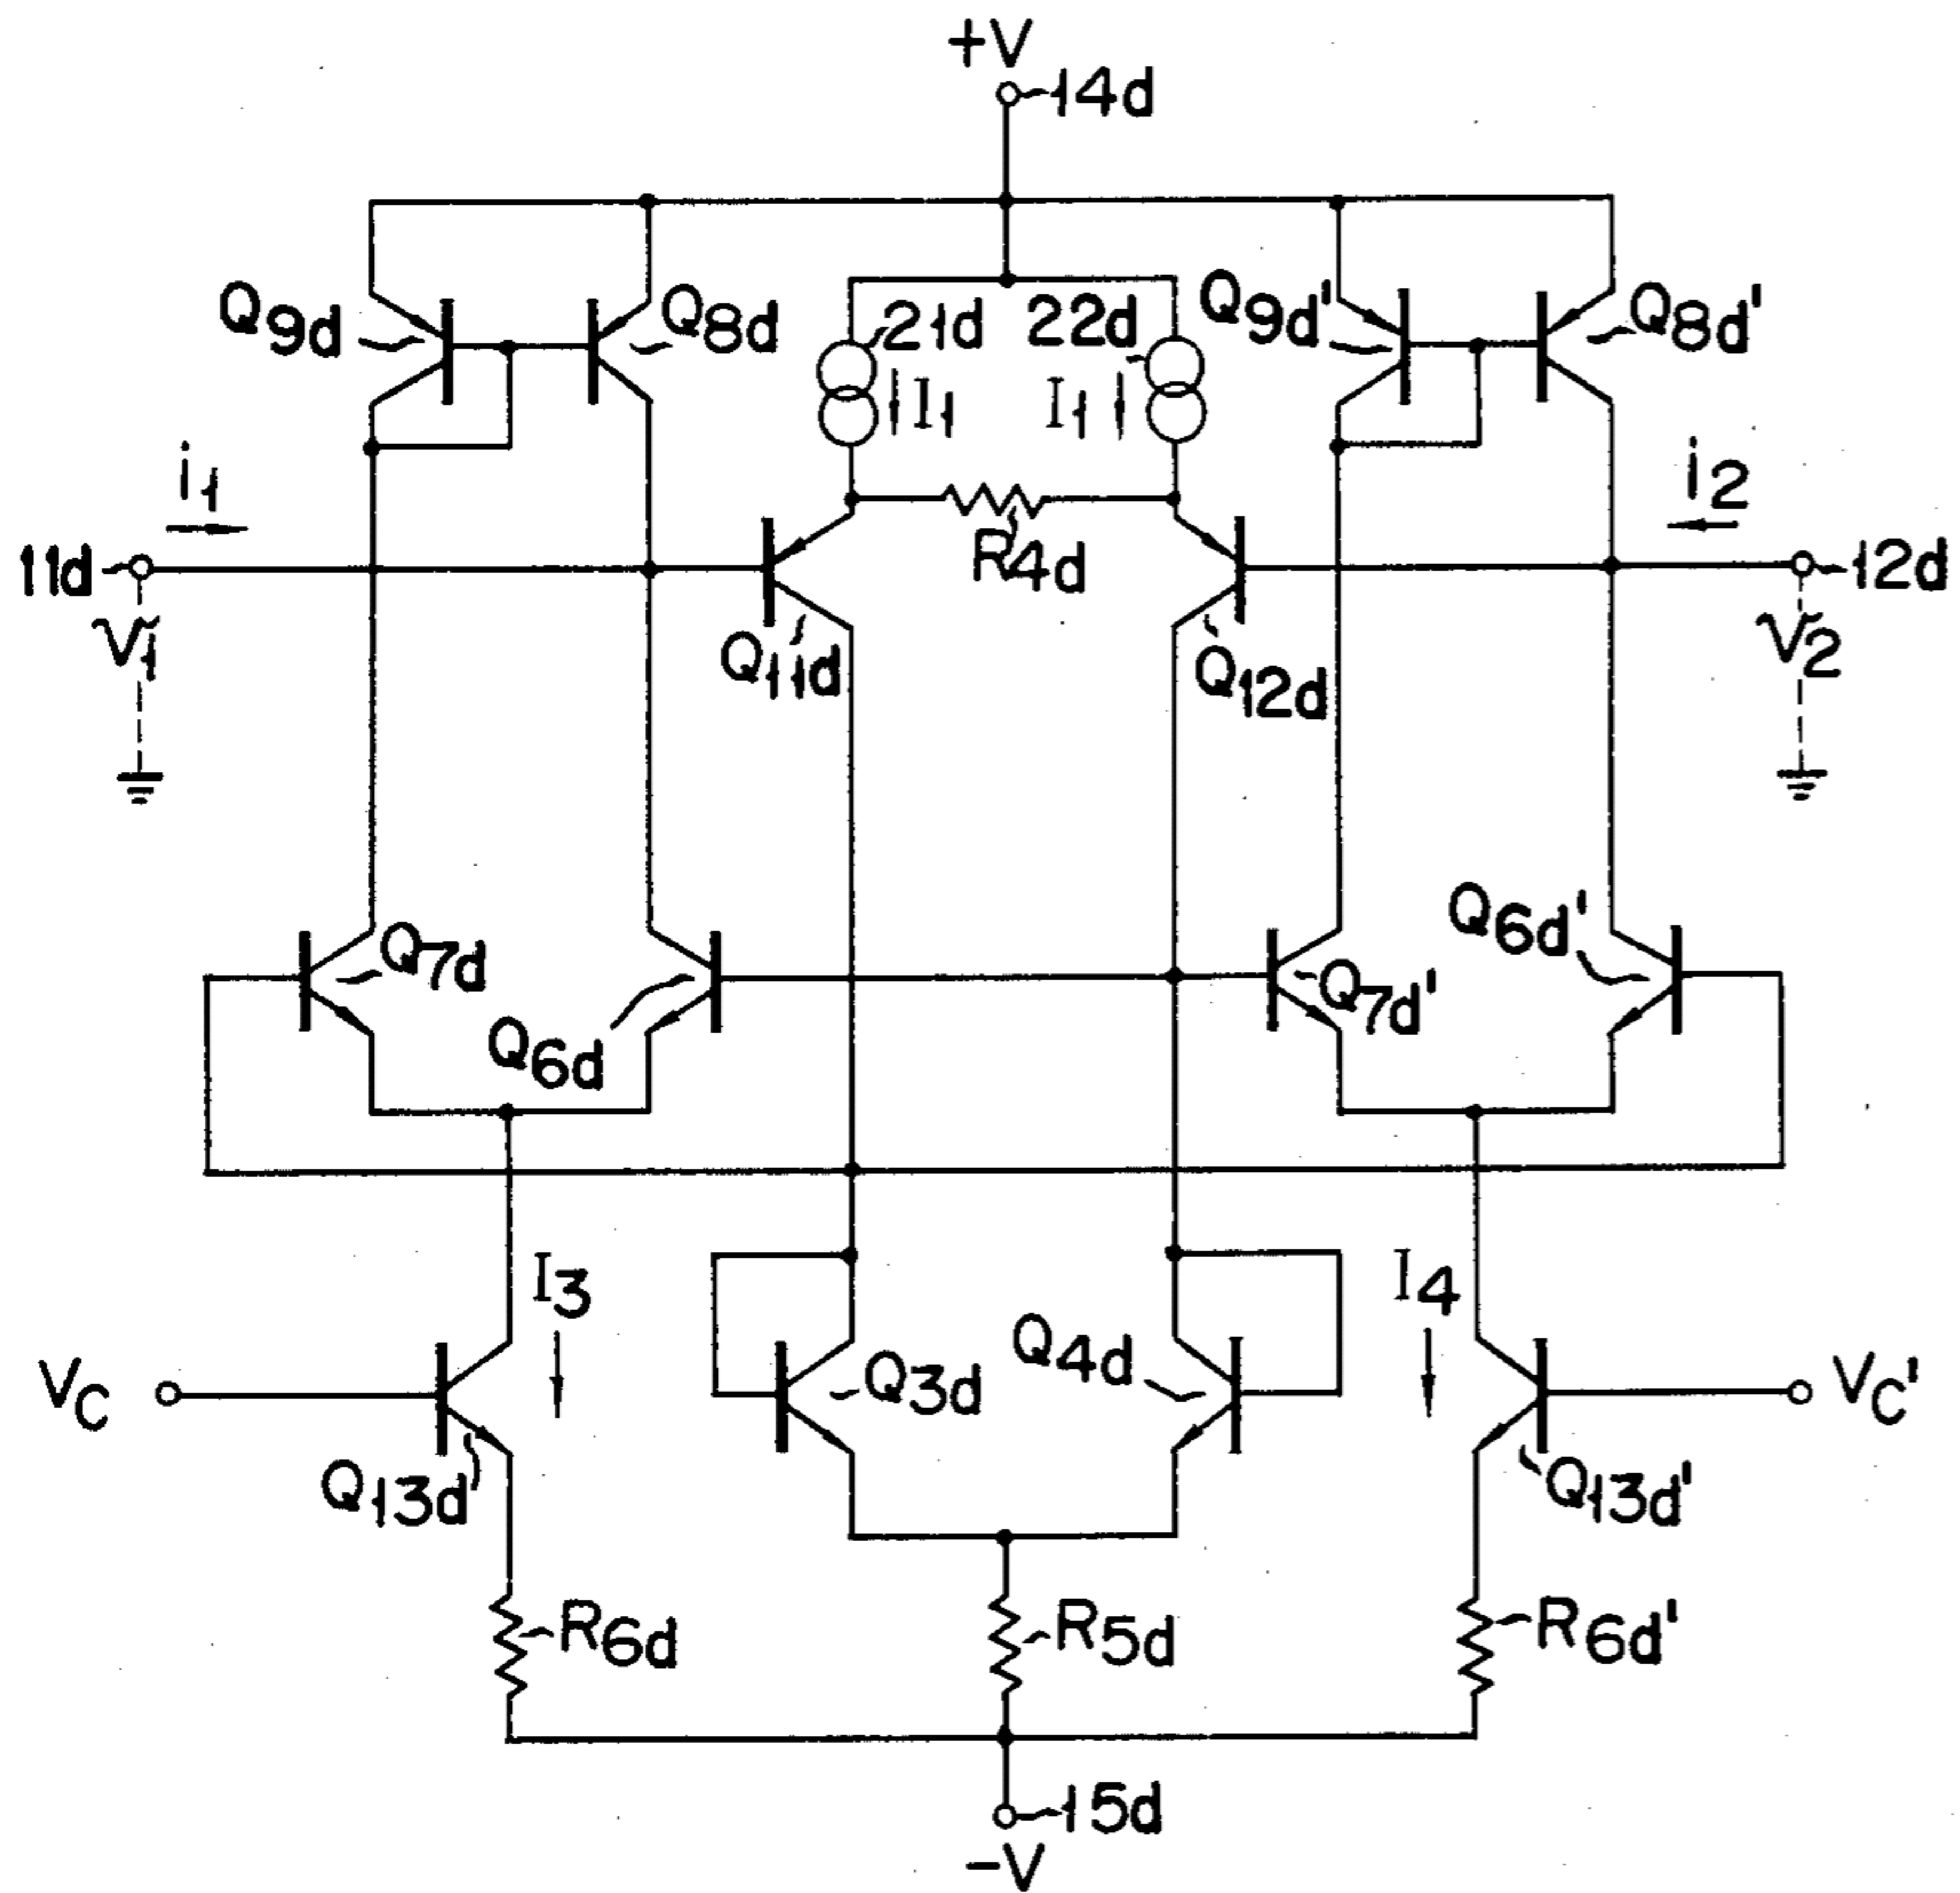 +V
14d
Q9d
Q8d
21d
22d
Q9d'
Q8d'
I1
I1
i1
i2
11d
R4d
12d
V1
V2
Q11d
Q12d
Q7d
Q6d
Q7d'
Q6d'
I3
I4
VC
Q3d
Q4d
VC'
Q13d
Q13d'
R6d
R5d
R6d'
15d
-V